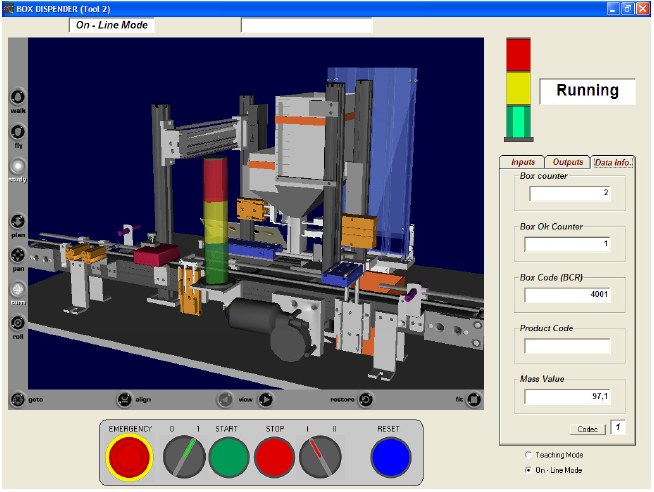 BOX DISPENDER (Tool 2)
On - Line Mode
Running
walk
fly
study
plan
pan
turn
roll
goto
align
view
restore
fit
Inputs
Outputs
Data Info..
Box counter
2
Box Ok Counter
1
Box Code (BCR)
4001
Product Code
Mass Value
97,1
Codec
1
Teaching Mode
On - Line Mode
EMERGENCY
0
1
START
STOP
I
II
RESET